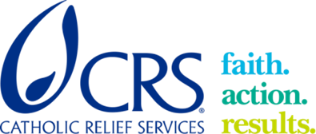 CRS®
CATHOLIC RELIEF SERVICES
faith.
action.
results.